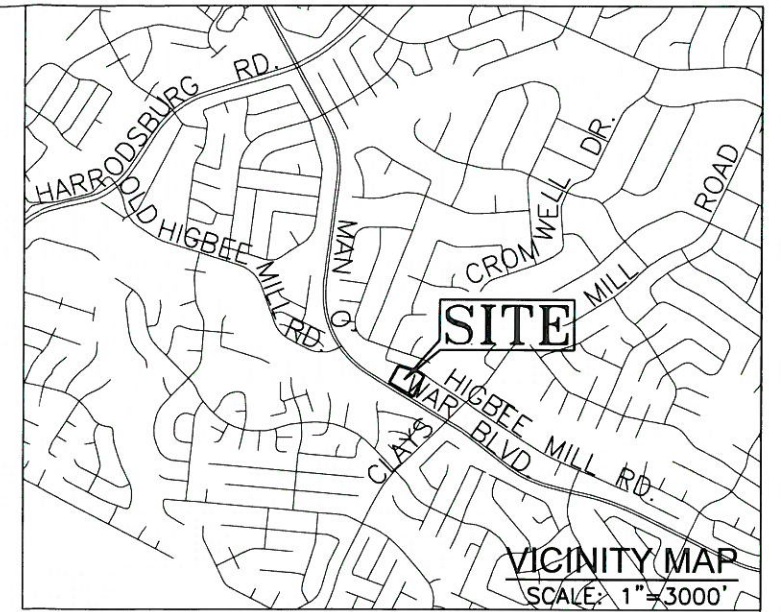 HARRODSBURG RD.
OLD HIGBEE MILL RD.
MAN O' WAR BLVD
CROMWELL DR.
CLAYS MILL ROAD
SITE
HIGBEE MILL RD.
VICINITY MAP
SCALE: 1"=3000'